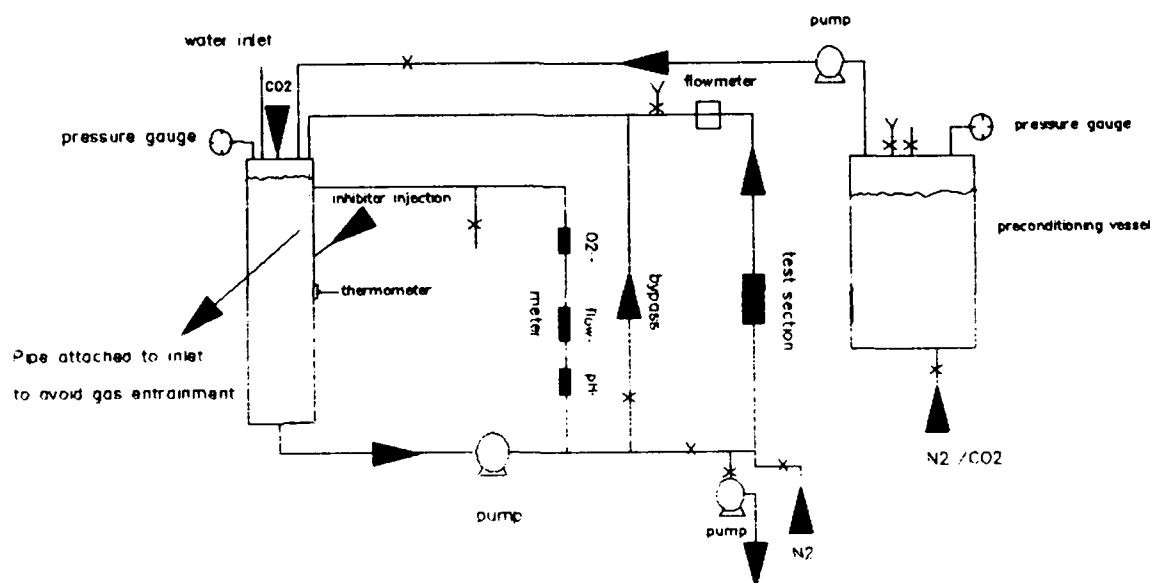 pump
water inlet
CO2
flowmeter
pressure gauge
pressure gauge
inhibitor injection
preconditioning vessel
O2-
thermometer
meter
flow-
bypass
test section
Pipe attached to inlet
to avoid gas entrainment
pH-
N2 /CO2
pump
pump
N2